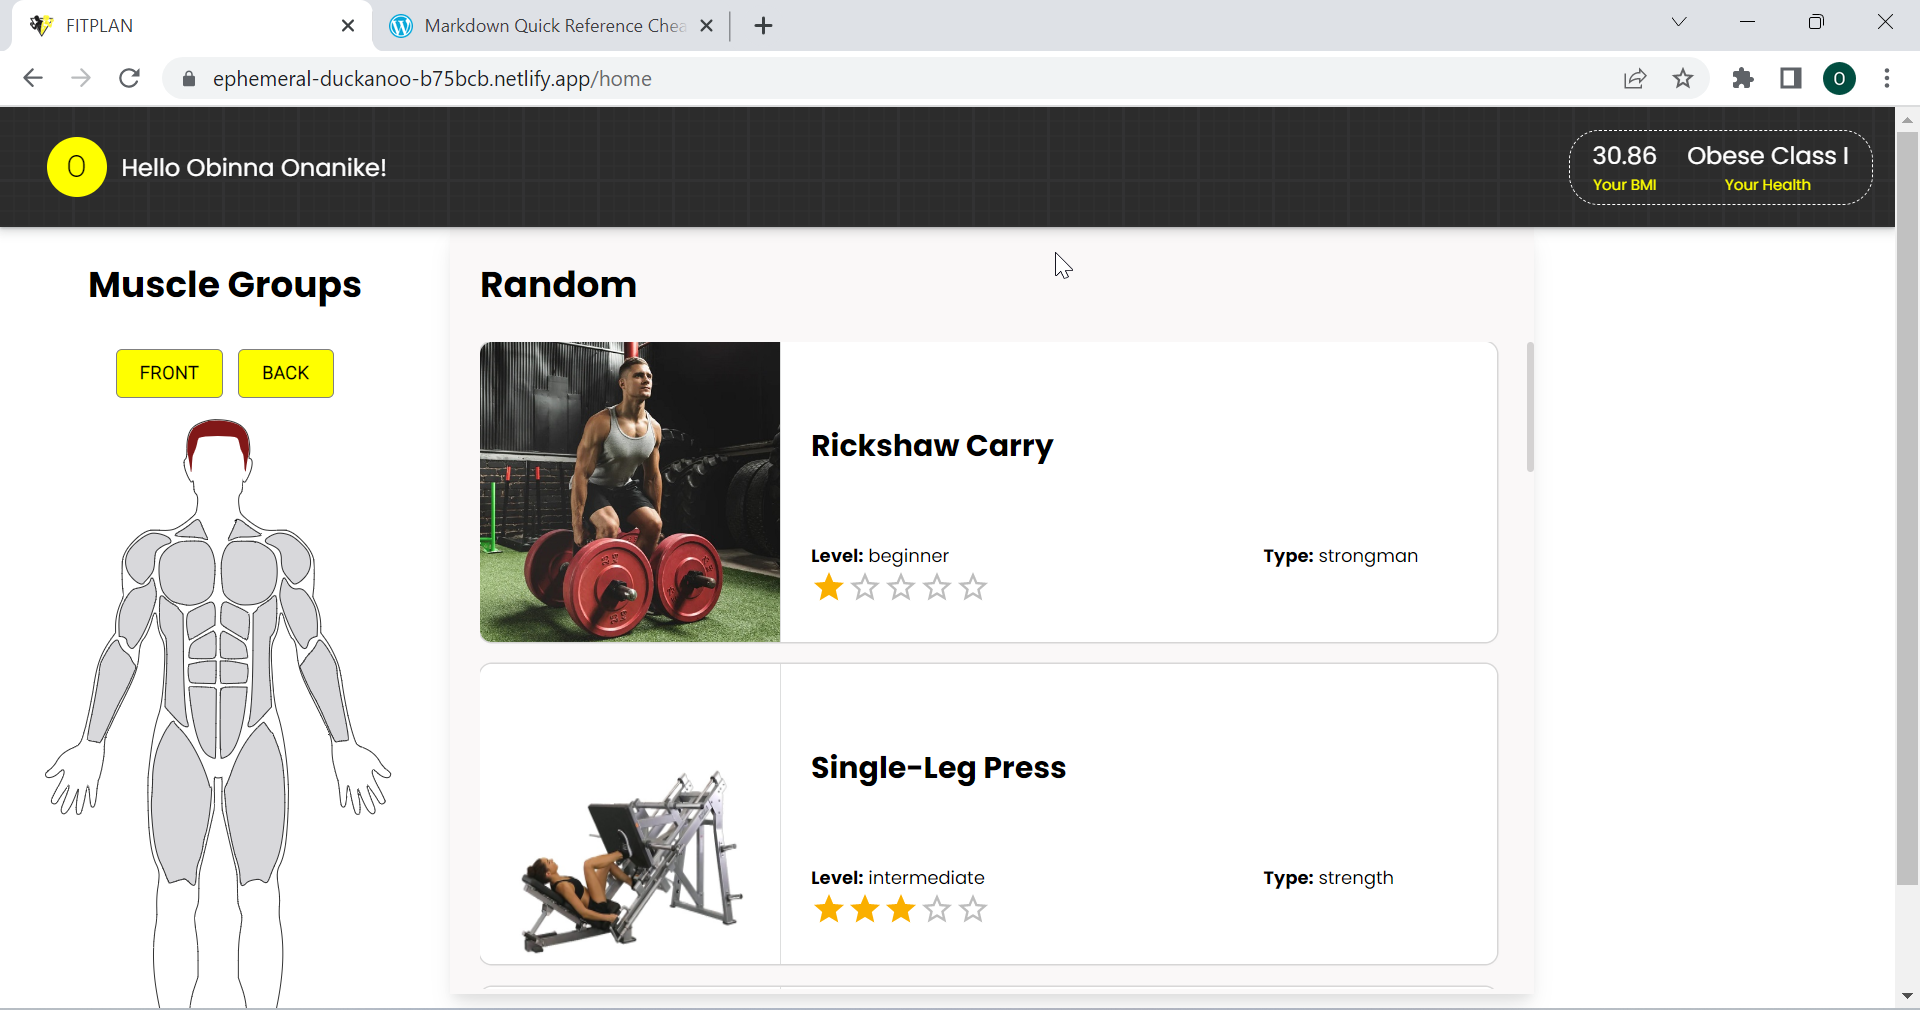 FITPLAN
Markdown Quick Reference Chea
ephemeral-duckanoo-b75bcb.netlify.app/home
O
O
Hello Obinna Onanike!
30.86
Obese Class I
Your BMI
Your Health
Muscle Groups
FRONT
BACK
Random
Rickshaw Carry
Level: beginner
Type: strongman
Single-Leg Press
Level: intermediate
Type: strength